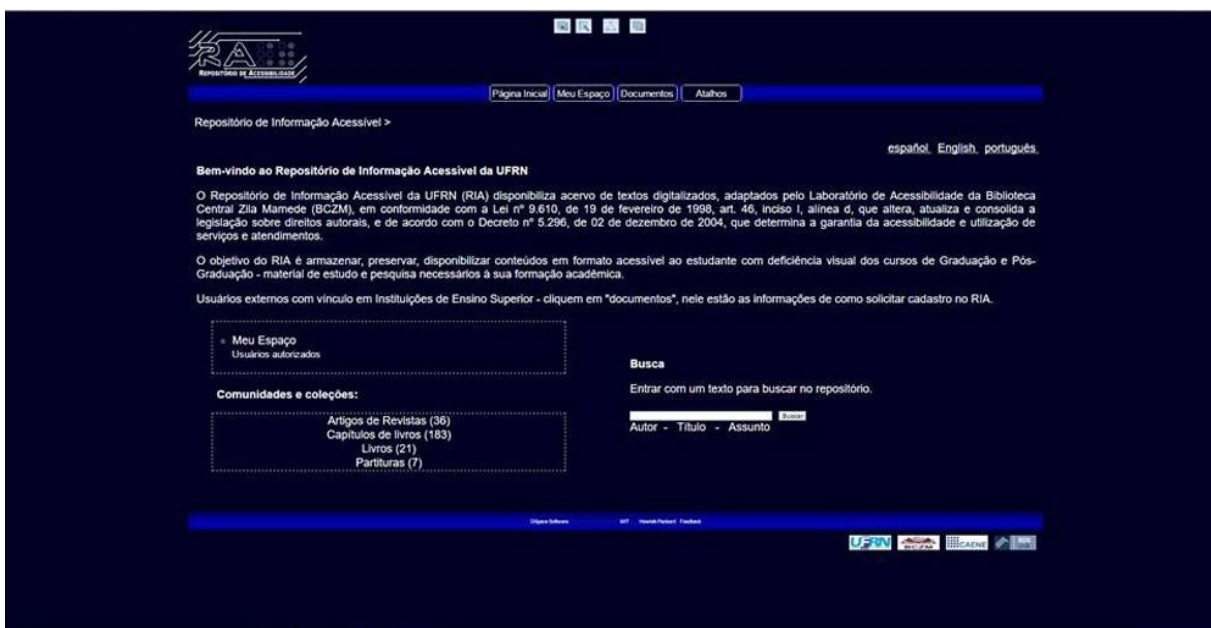 RA
REPOSITÓRIO DE ACESSIBILIDADE
Página Inicial Meu Espaço Documentos Atalhos
Repositório de Informação Acessível >
español English português
Bem-vindo ao Repositório de Informação Acessível da UFRN
O Repositório de Informação Acessível da UFRN (RIA) disponibiliza acervo de textos digitalizados, adaptados pelo Laboratório de Acessibilidade da Biblioteca
Central Zila Mamede (BCZM), em conformidade com a Lei nº 9.610, de 19 de fevereiro de 1998, art. 46, inciso I, alínea d, que altera, atualiza e consolida a
legislação sobre direitos autorais, e de acordo com o Decreto nº 5.296, de 02 de dezembro de 2004, que determina a garantia da acessibilidade e utilização de
serviços e atendimentos.
O objetivo do RIA é armazenar, preservar, disponibilizar conteúdos em formato acessível ao estudante com deficiência visual dos cursos de Graduação e Pós-
Graduação - material de estudo e pesquisa necessários à sua formação acadêmica.
Usuários externos com vínculo em Instituições de Ensino Superior - cliquem em "documentos", nele estão as informações de como solicitar cadastro no RIA.
Meu Espaço
Usuários autorizados
Comunidades e coleções:
Artigos de Revistas (36)
Capítulos de livros (183)
Livros (21)
Partituras (7)
Busca
Entrar com um texto para buscar no repositório.
Buscar
Autor - Título - Assunto
DSpace Software MIT Hewlett-Packard Feedback
UFRN BCZM CAENE